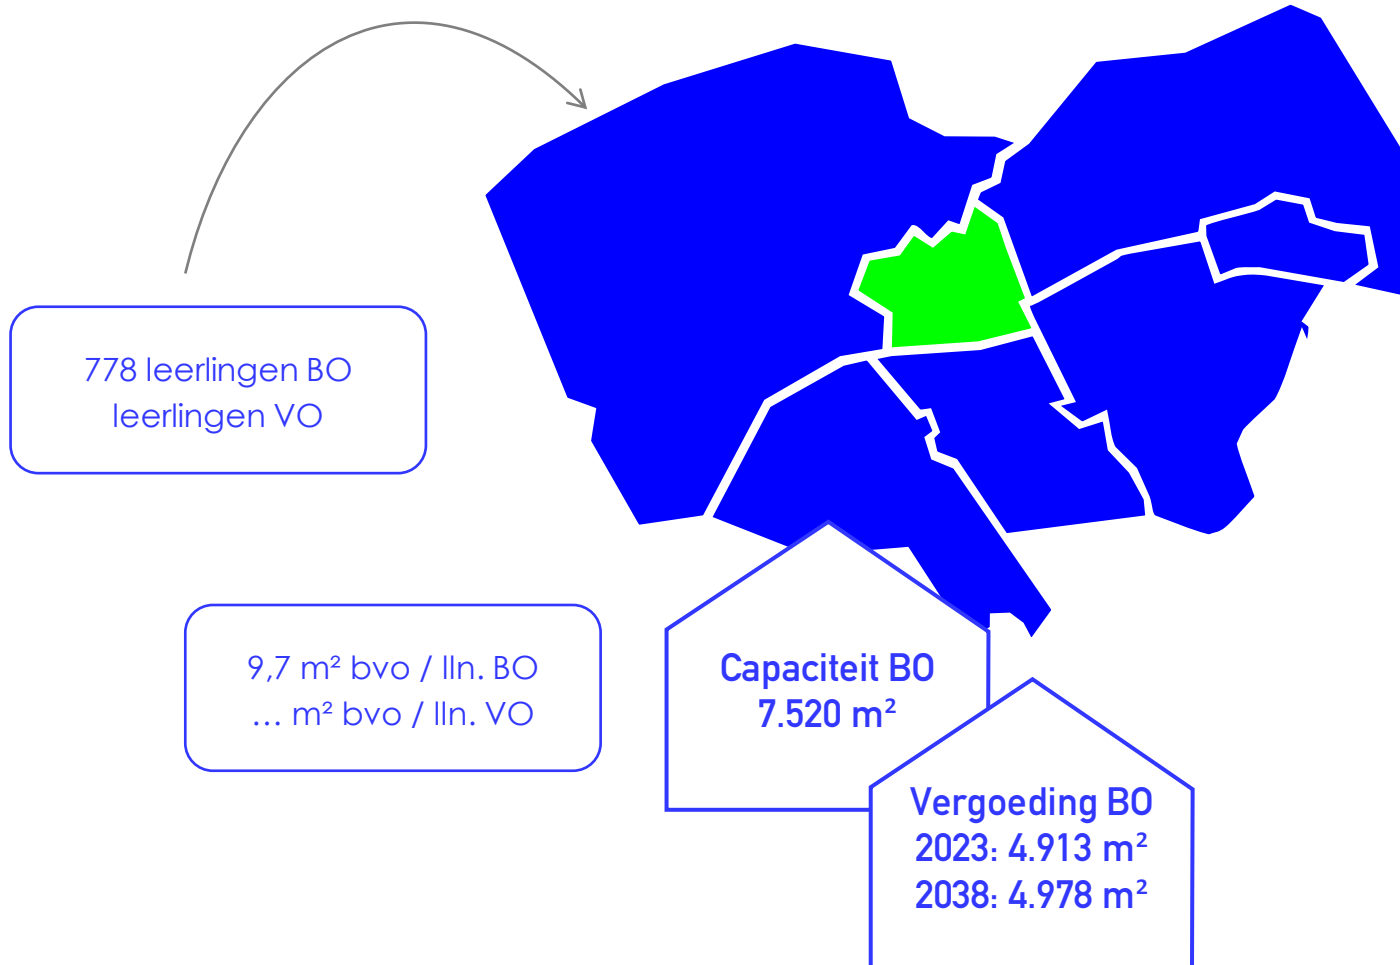 778 leerlingen BO
leerlingen VO
9,7 m² bvo / lln. BO
... m² bvo / lln. VO
Capaciteit BO
7.520 m²
Vergoeding BO
2023: 4.913 m²
2038: 4.978 m²